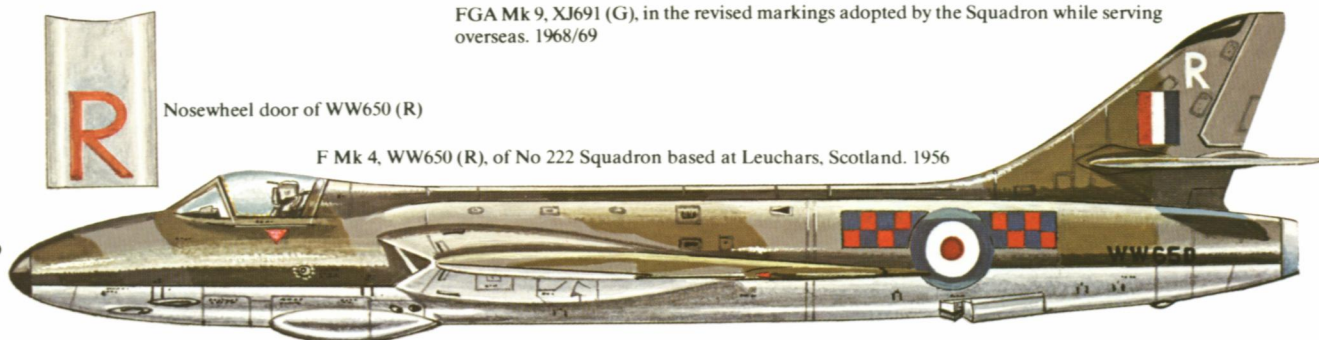 FGA Mk 9, XJ691 (G), in the revised markings adopted by the Squadron while serving
overseas. 1968/69
R
Nosewheel door of WW650 (R)
F Mk 4, WW650 (R), of No 222 Squadron based at Leuchars, Scotland. 1956
R
WW650